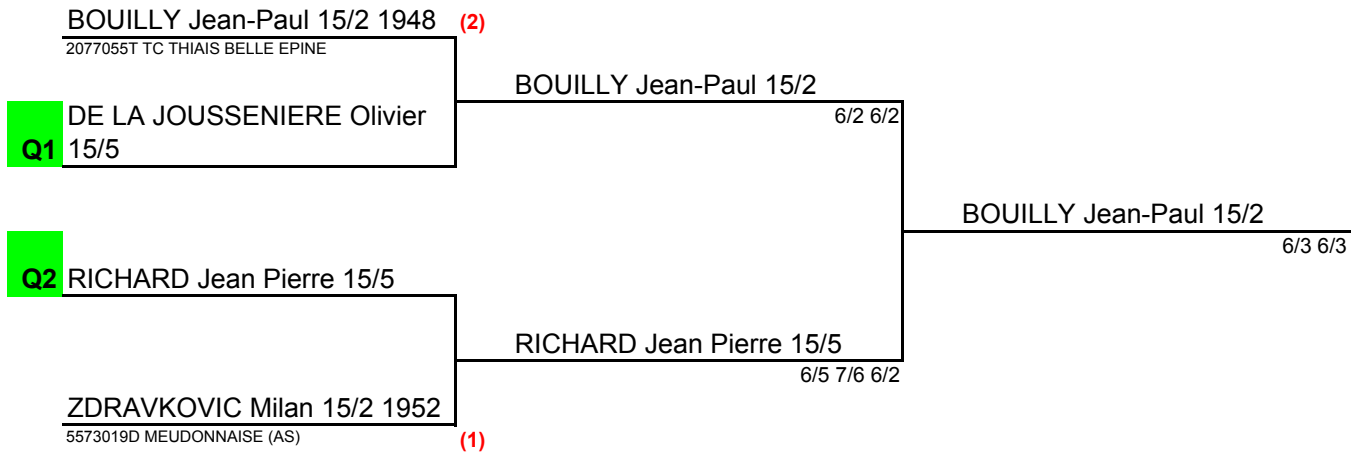 BOUILLY Jean-Paul 15/2 1948 (2)
2077055T TC THIAIS BELLE EPINE
BOUILLY Jean-Paul 15/2
6/2 6/2
DE LA JOUSSENIERE Olivier
Q1 15/5
BOUILLY Jean-Paul 15/2
6/3 6/3
Q2 RICHARD Jean Pierre 15/5
RICHARD Jean Pierre 15/5
6/5 7/6 6/2
ZDRAVKOVIC Milan 15/2 1952
5573019D MEUDONNAISE (AS) (1)